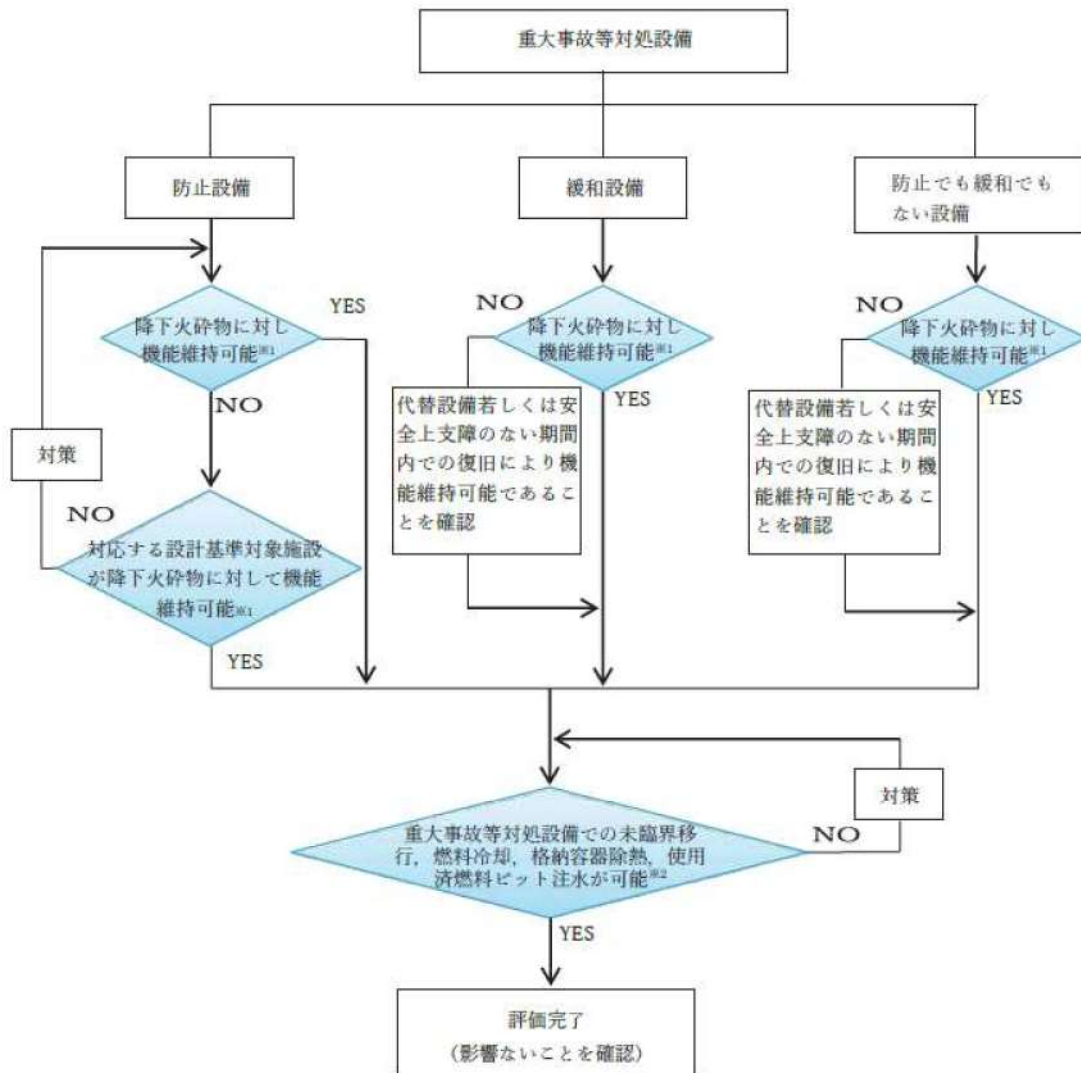 重大事故等対処設備
防止設備
緩和設備
防止でも緩和でも
ない設備
YES
降下火砕物に対し
機能維持可能※1
NO
NO
降下火砕物に対し
機能維持可能※1
YES
NO
降下火砕物に対し
機能維持可能※1
YES
対策
NO
対応する設計基準対象施設
が降下火砕物に対して機能
維持可能※1
YES
代替設備若しくは安
全上支障のない期間
内での復旧により機
能維持可能であるこ
とを確認
代替設備若しくは安
全上支障のない期間
内での復旧により機
能維持可能であるこ
とを確認
対策
NO
重大事故等対処設備での未臨界移
行，燃料冷却，格納容器除熱，使用
済燃料ピット注水が可能※2
YES
評価完了
（影響ないことを確認）